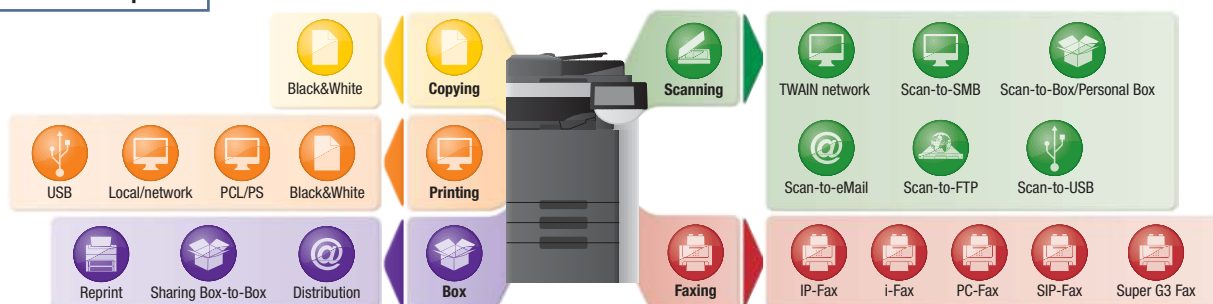 Black&White
Copying
Scanning
TWAIN network
Scan-to-SMB
Scan-to-Box/Personal Box
USB
Local/network
PCL/PS
Black&White
Printing
Scan-to-eMail
Scan-to-FTP
Scan-to-USB
Reprint
Sharing Box-to-Box
Distribution
Box
Faxing
IP-Fax
i-Fax
PC-Fax
SIP-Fax
Super G3 Fax